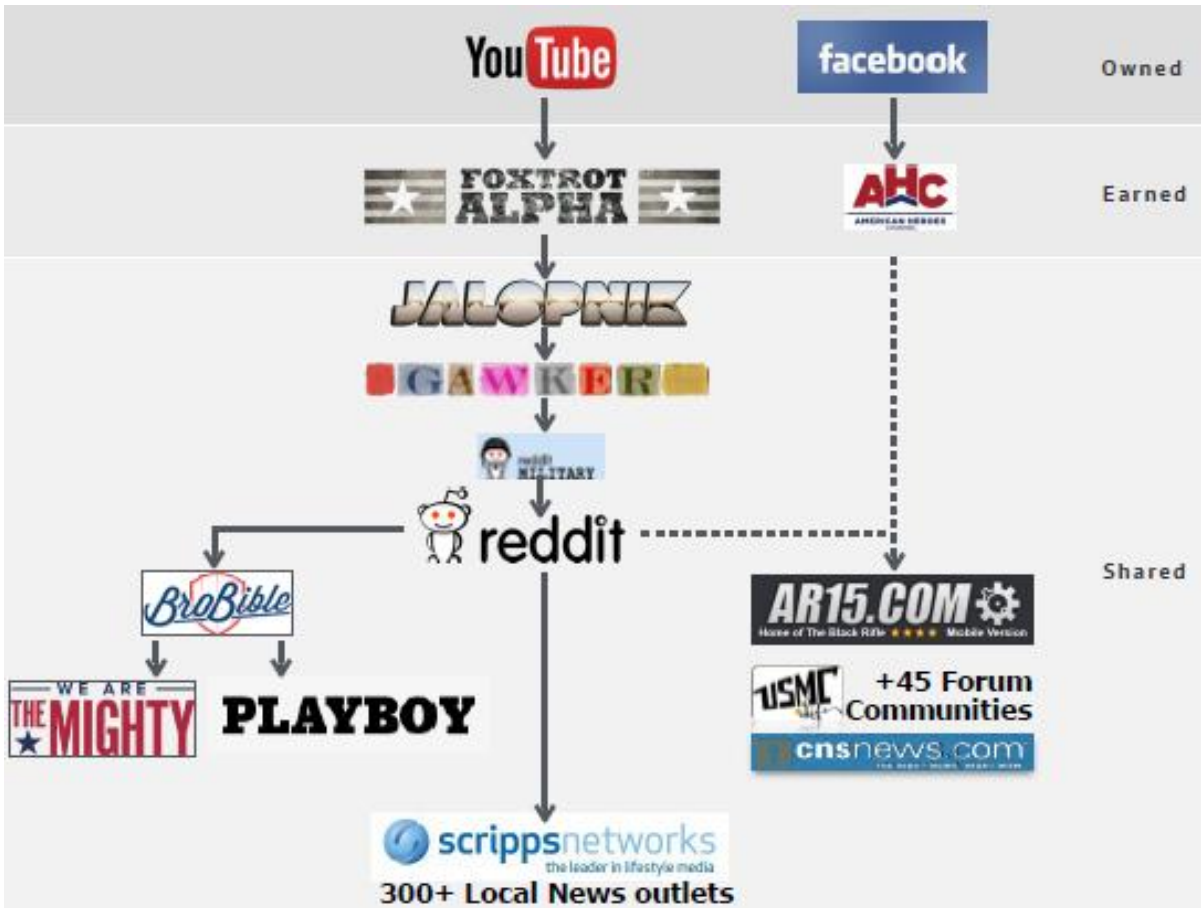 YouTube
facebook
Owned
FOXTROT
ALPHA
AHC
AMERICAN HEROES
CHANNEL
Earned
JALOPNIK
GAWKER
reddit
MILITARY
reddit
Shared
BroBible
AR15.COM
Home of The Black Rifle ★★★★ Mobile Version
WE ARE
THE MIGHTY
PLAYBOY
USMC
+45 Forum
Communities
cnsnews.com
scrippsnetworks
the leader in lifestyle media
300+ Local News outlets